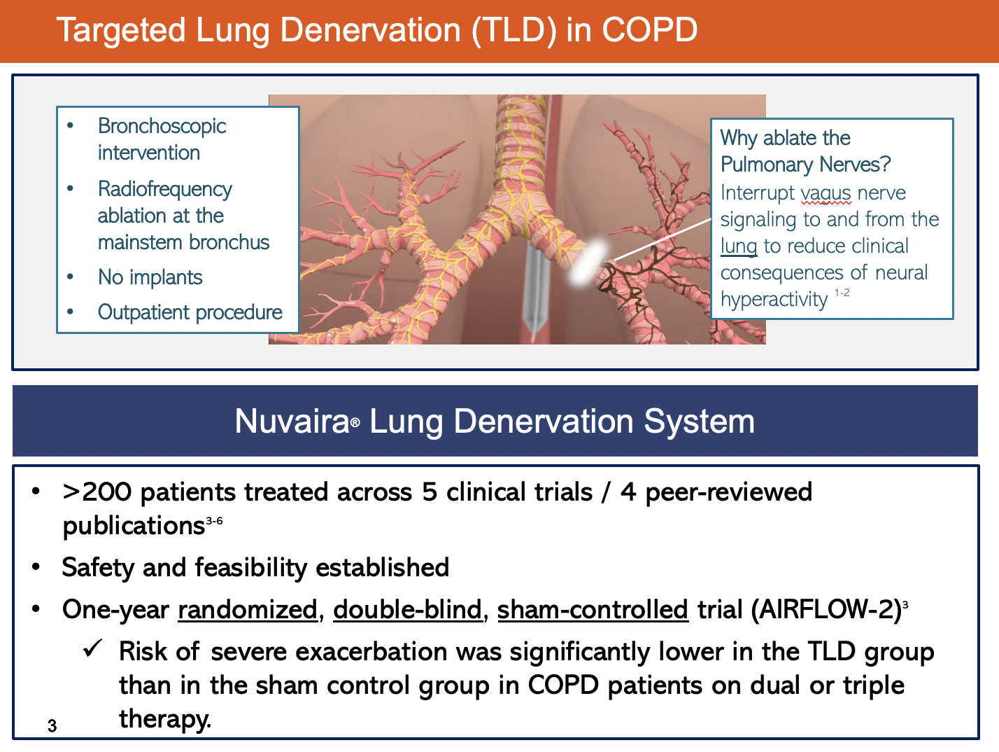 Targeted Lung Denervation (TLD) in COPD
• Bronchoscopic
intervention
• Radiofrequency
ablation at the
mainstem bronchus
• No implants
• Outpatient procedure
Why ablate the
Pulmonary Nerves?
Interrupt vagus nerve
signaling to and from the
lung to reduce clinical
consequences of neural
hyperactivity 1-2
Nuvaira® Lung Denervation System
• >200 patients treated across 5 clinical trials / 4 peer-reviewed
publications3-6
• Safety and feasibility established
• One-year randomized, double-blind, sham-controlled trial (AIRFLOW-2)3
✓ Risk of severe exacerbation was significantly lower in the TLD group
than in the sham control group in COPD patients on dual or triple
therapy.
3